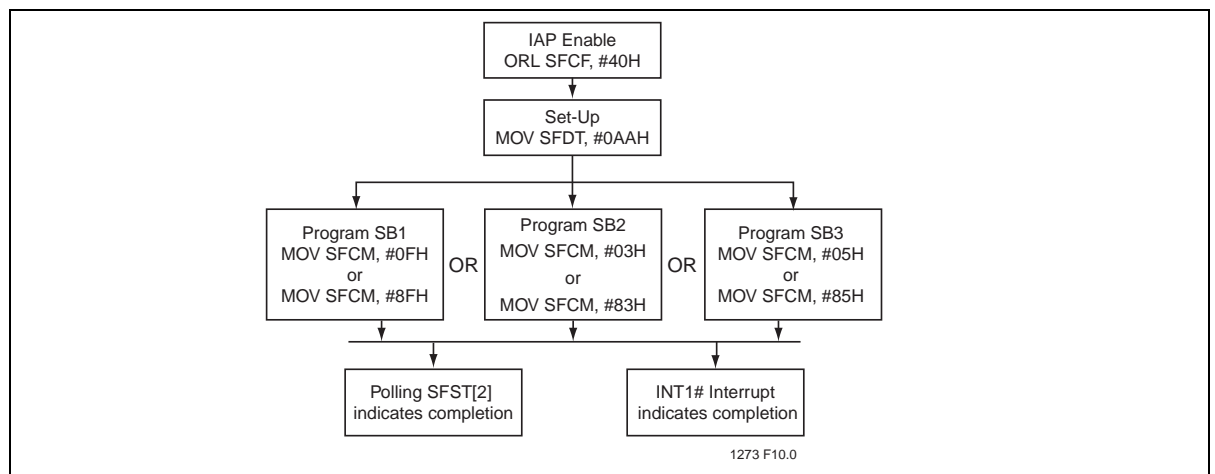 IAP Enable
ORL SFCF, #40H
Set-Up
MOV SFDT, #0AAH
Program SB1
MOV SFCM, #0FH
or
MOV SFCM, #8FH
OR
Program SB2
MOV SFCM, #03H
or
MOV SFCM, #83H
OR
Program SB3
MOV SFCM, #05H
or
MOV SFCM, #85H
Polling SFST[2]
indicates completion
INT1# Interrupt
indicates completion
1273 F10.0